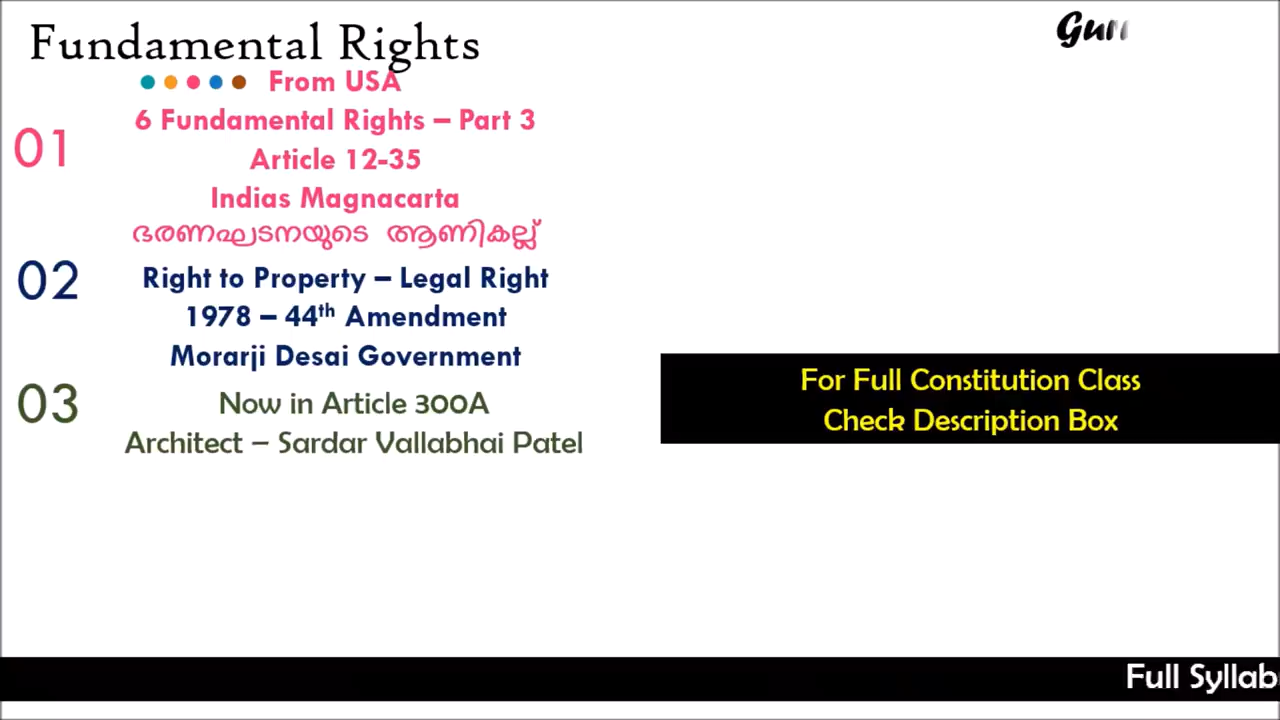 Fundamental Rights
From USA
6 Fundamental Rights – Part 3
Article 12-35
Indias Magnacarta
ഭരണഘടനയുടെ ആണികല്ല്
01
02
Right to Property – Legal Right
1978 – 44th Amendment
Morarji Desai Government
03
Now in Article 300A
Architect – Sardar Vallabhai Patel
For Full Constitution Class
Check Description Box
Full Syllab